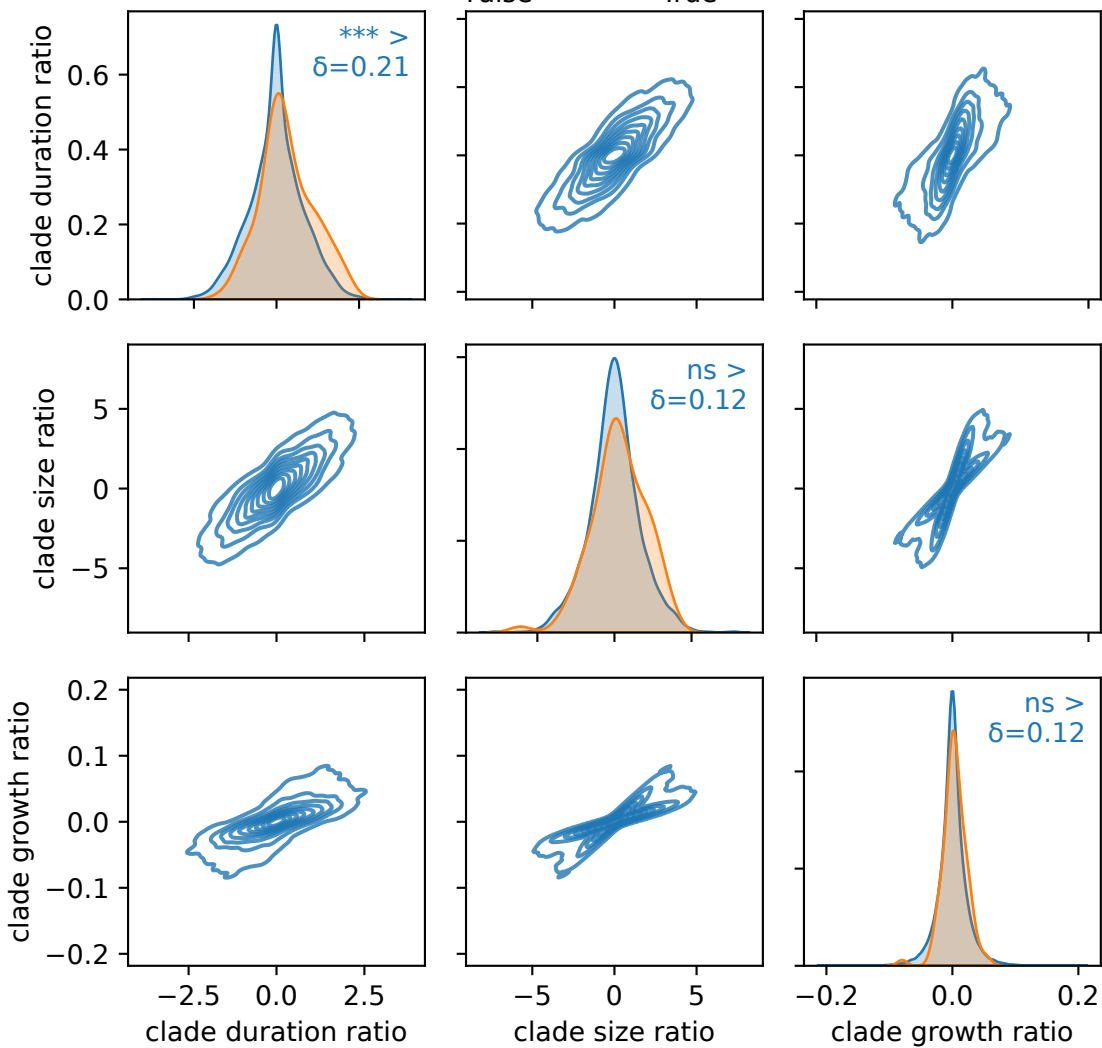 clade duration ratio
0.6
0.4
0.2
0.0
*** >
δ=0.21
clade size ratio
5
0
−5
ns >
δ=0.12
clade growth ratio
0.2
0.1
0.0
−0.1
−0.2
ns >
δ=0.12
−2.5 0.0 2.5
clade duration ratio
−5 0 5
clade size ratio
−0.2 0.0 0.2
clade growth ratio